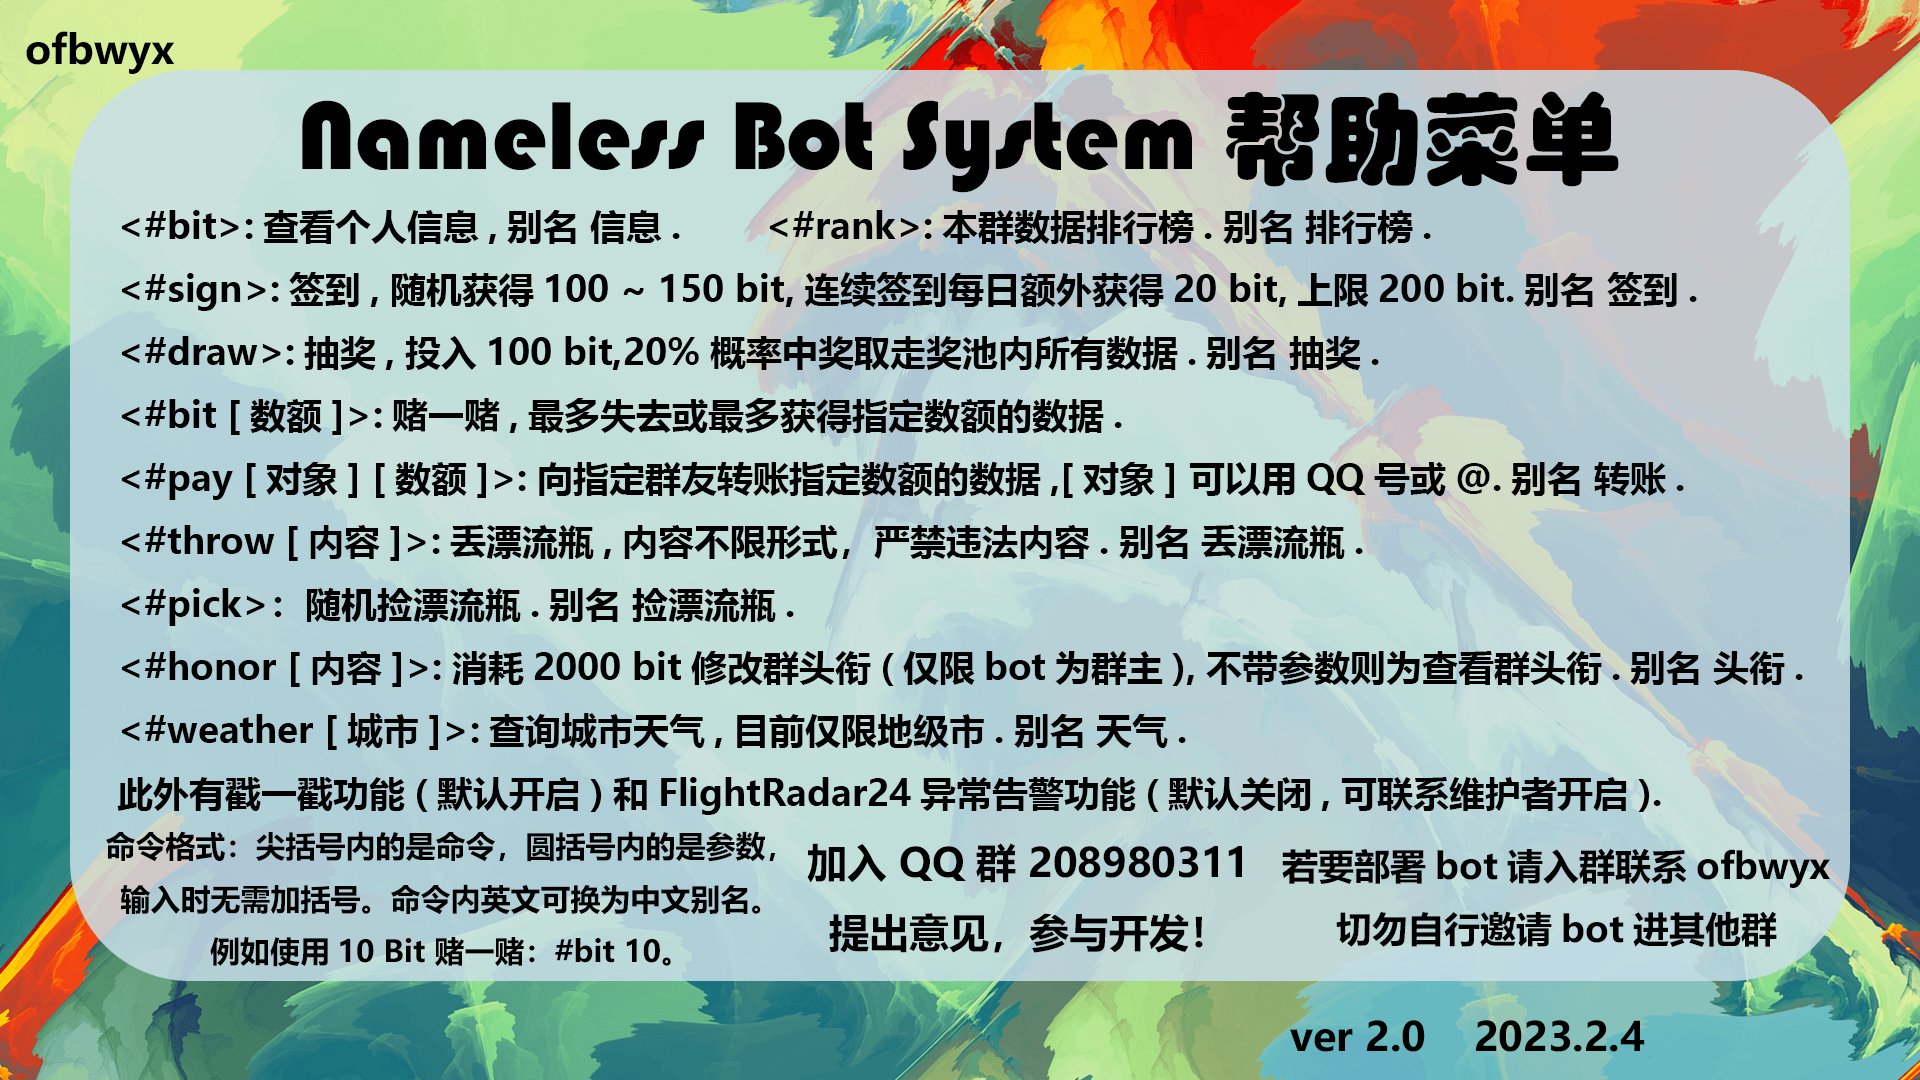 ofbwyx
Nameless Bot System 帮助菜单
<#bit>: 查看个人信息 , 别名 信息 . <#rank>: 本群数据排行榜 . 别名 排行榜 .
<#sign>: 签到 , 随机获得 100 ~ 150 bit, 连续签到每日额外获得 20 bit, 上限 200 bit. 别名 签到 .
<#draw>: 抽奖 , 投入 100 bit,20% 概率中奖取走奖池内所有数据 . 别名 抽奖 .
<#bit [ 数额 ]>: 赌一赌 , 最多失去或最多获得指定数额的数据 .
<#pay [ 对象 ] [ 数额 ]>: 向指定群友转账指定数额的数据 ,[ 对象 ] 可以用 QQ 号或 @. 别名 转账 .
<#throw [ 内容 ]>: 丢漂流瓶 , 内容不限形式，严禁违法内容 . 别名 丢漂流瓶 .
<#pick>：随机捡漂流瓶 . 别名 捡漂流瓶 .
<#honor [ 内容 ]>: 消耗 2000 bit 修改群头衔 ( 仅限 bot 为群主 ), 不带参数则为查看群头衔 . 别名 头衔 .
<#weather [ 城市 ]>: 查询城市天气 , 目前仅限地级市 . 别名 天气 .
此外有戳一戳功能 ( 默认开启 ) 和 FlightRadar24 异常告警功能 ( 默认关闭 , 可联系维护者开启 ).
命令格式：尖括号内的是命令，圆括号内的是参数，
输入时无需加括号。命令内英文可换为中文别名。
例如使用 10 Bit 赌一赌：#bit 10。
加入 QQ 群 208980311
提出意见，参与开发！
若要部署 bot 请入群联系 ofbwyx
切勿自行邀请 bot 进其他群
ver 2.0 2023.2.4